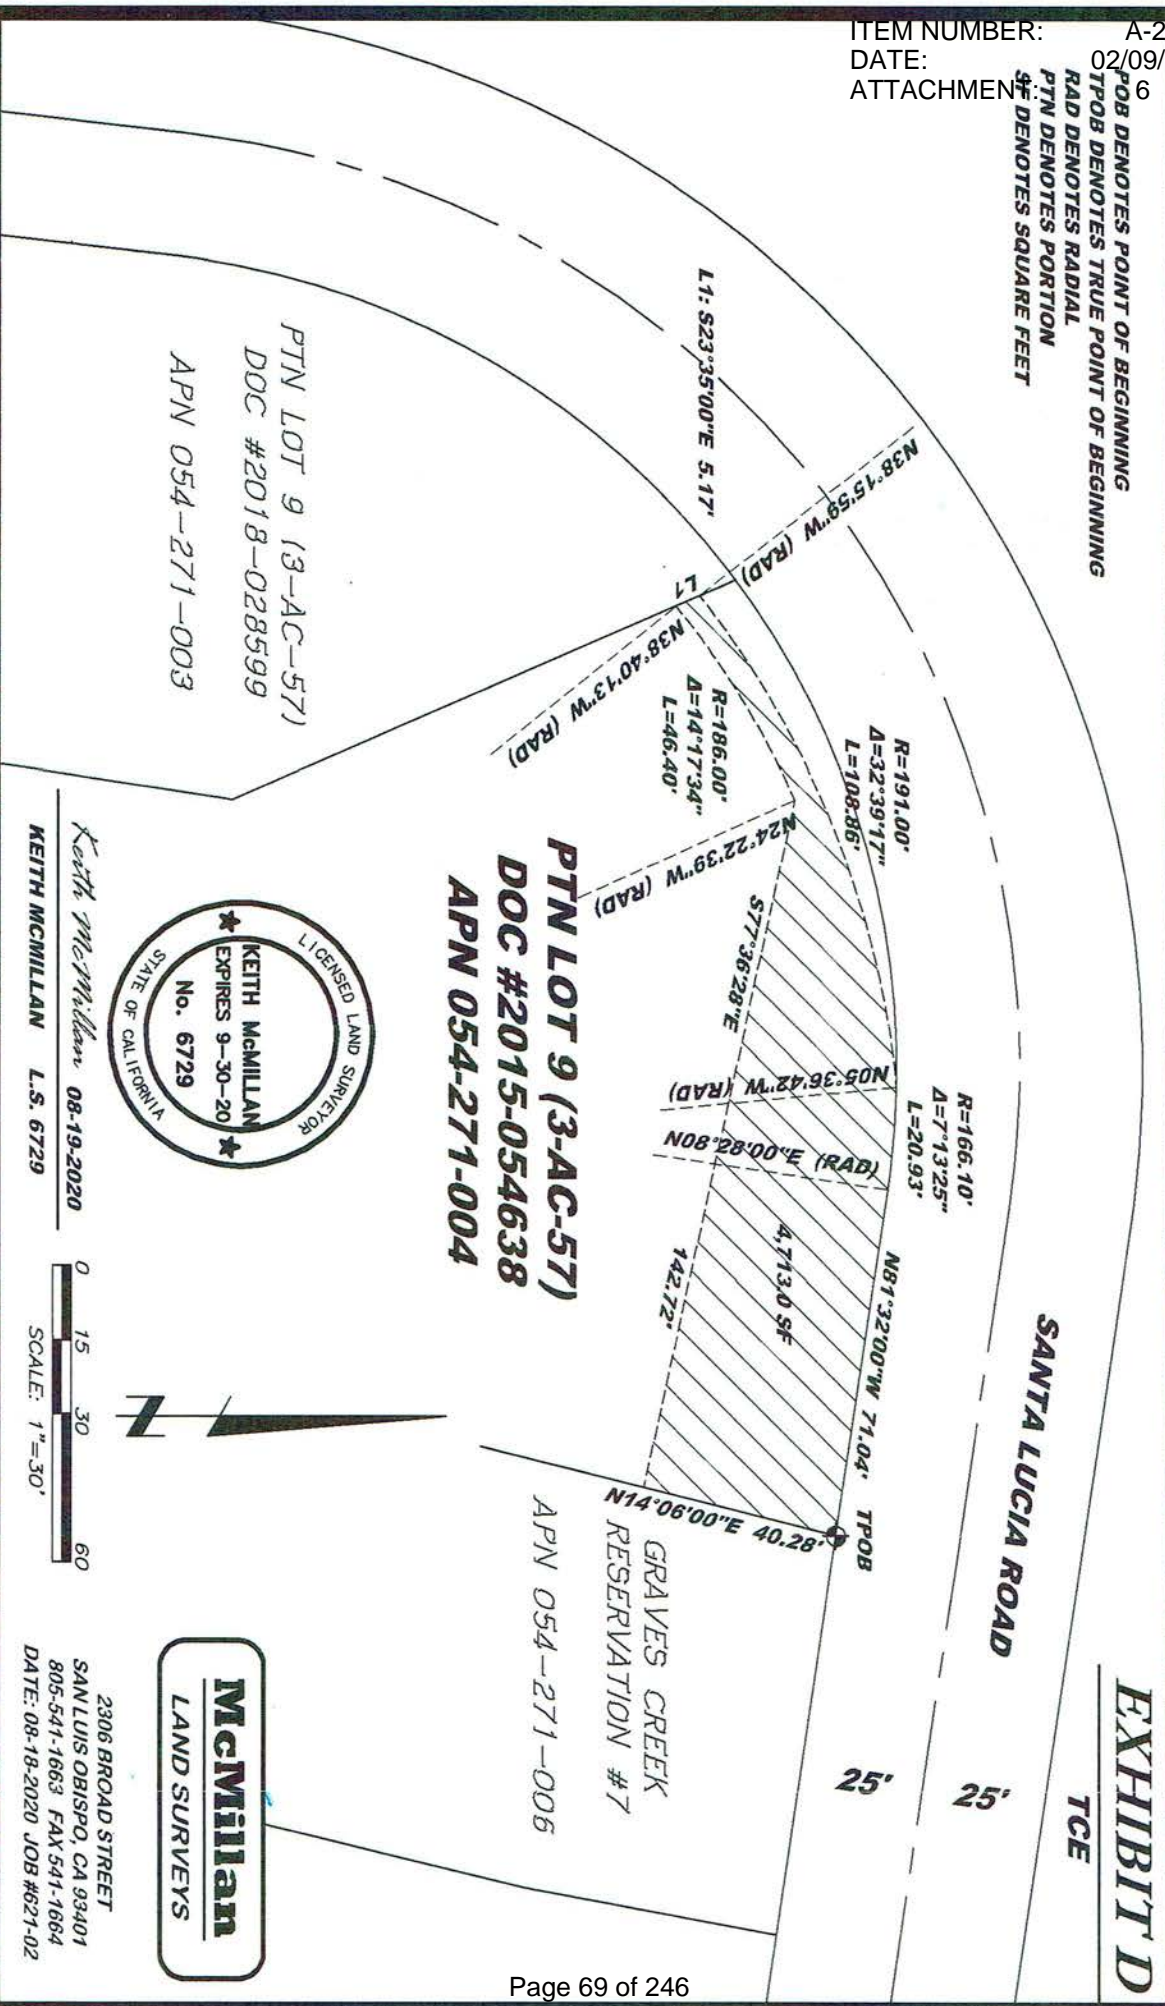 ITEM NUMBER: A-2
DATE: 02/09/
ATTACHMENT: 6
EXHIBIT D
TCE
POB DENOTES POINT OF BEGINNING
TPOB DENOTES TRUE POINT OF BEGINNING
RAD DENOTES RADIAL
PTN DENOTES PORTION
SF DENOTES SQUARE FEET
SANTA LUCIA ROAD
25'
25'
L1: S23°35'00"E 5.17'
N38°15'59"W (RAD)
L1
N38°40'13"W (RAD)
R=191.00'
Δ=32°39'17"
L=108.86'
R=186.00'
Δ=14°17'34"
L=46.40'
N24°22'39"W (RAD)
S77°36'28"E
142.72'
N05°36'42"W (RAD)
N08°28'00"E (RAD)
R=166.10'
Δ=7°13'25"
L=20.93'
N81°32'00"W 71.04'
TPOB
4,713.0 SF
N14°06'00"E 40.28'
PTN LOT 9 (3-AC-57)
DOC #2018-028599
APN 054-271-003
PTN LOT 9 (3-AC-57)
DOC #2015-054638
APN 054-271-004
GRAVES CREEK
RESERVATION #7
APN 054-271-006
LICENSED LAND SURVEYOR
KEITH McMILLAN
EXPIRES 9-30-20
No. 6729
STATE OF CALIFORNIA
Keith McMillan 08-19-2020
KEITH MCMILLAN L.S. 6729
N
0 15 30 60
SCALE: 1"=30'
McMillan
LAND SURVEYS
2306 BROAD STREET
SAN LUIS OBISPO, CA 93401
805-541-1663 FAX 541-1664
DATE: 08-18-2020 JOB #621-02
Page 69 of 246